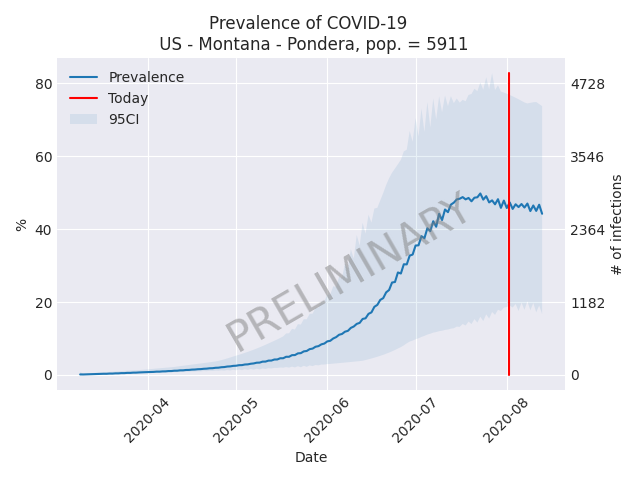 Prevalence of COVID-19
US - Montana - Pondera, pop. = 5911
Prevalence
Today
95CI
80
60
40
20
0
%
4728
3546
2364
1182
0
# of infections
PRELIMINARY
2020-04
2020-05
2020-06
2020-07
2020-08
Date